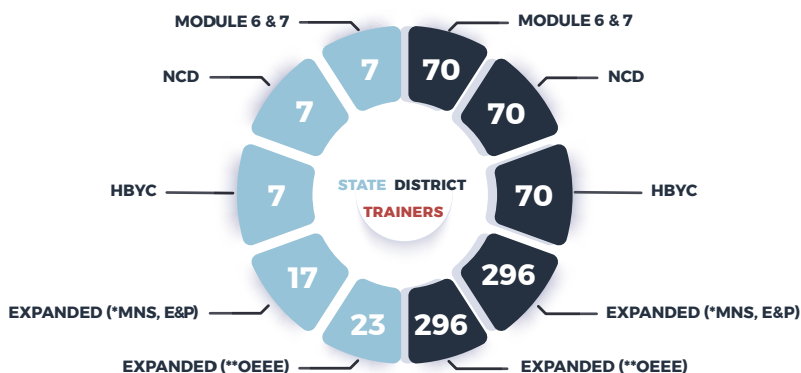 MODULE 6 & 7
MODULE 6 & 7
7
70
NCD
NCD
7
70
HBYC
7
STATE DISTRICT
TRAINERS
70
HBYC
17
296
EXPANDED (*MNS, E&P)
EXPANDED (*MNS, E&P)
23
296
EXPANDED (**OEEE)
EXPANDED (**OEEE)